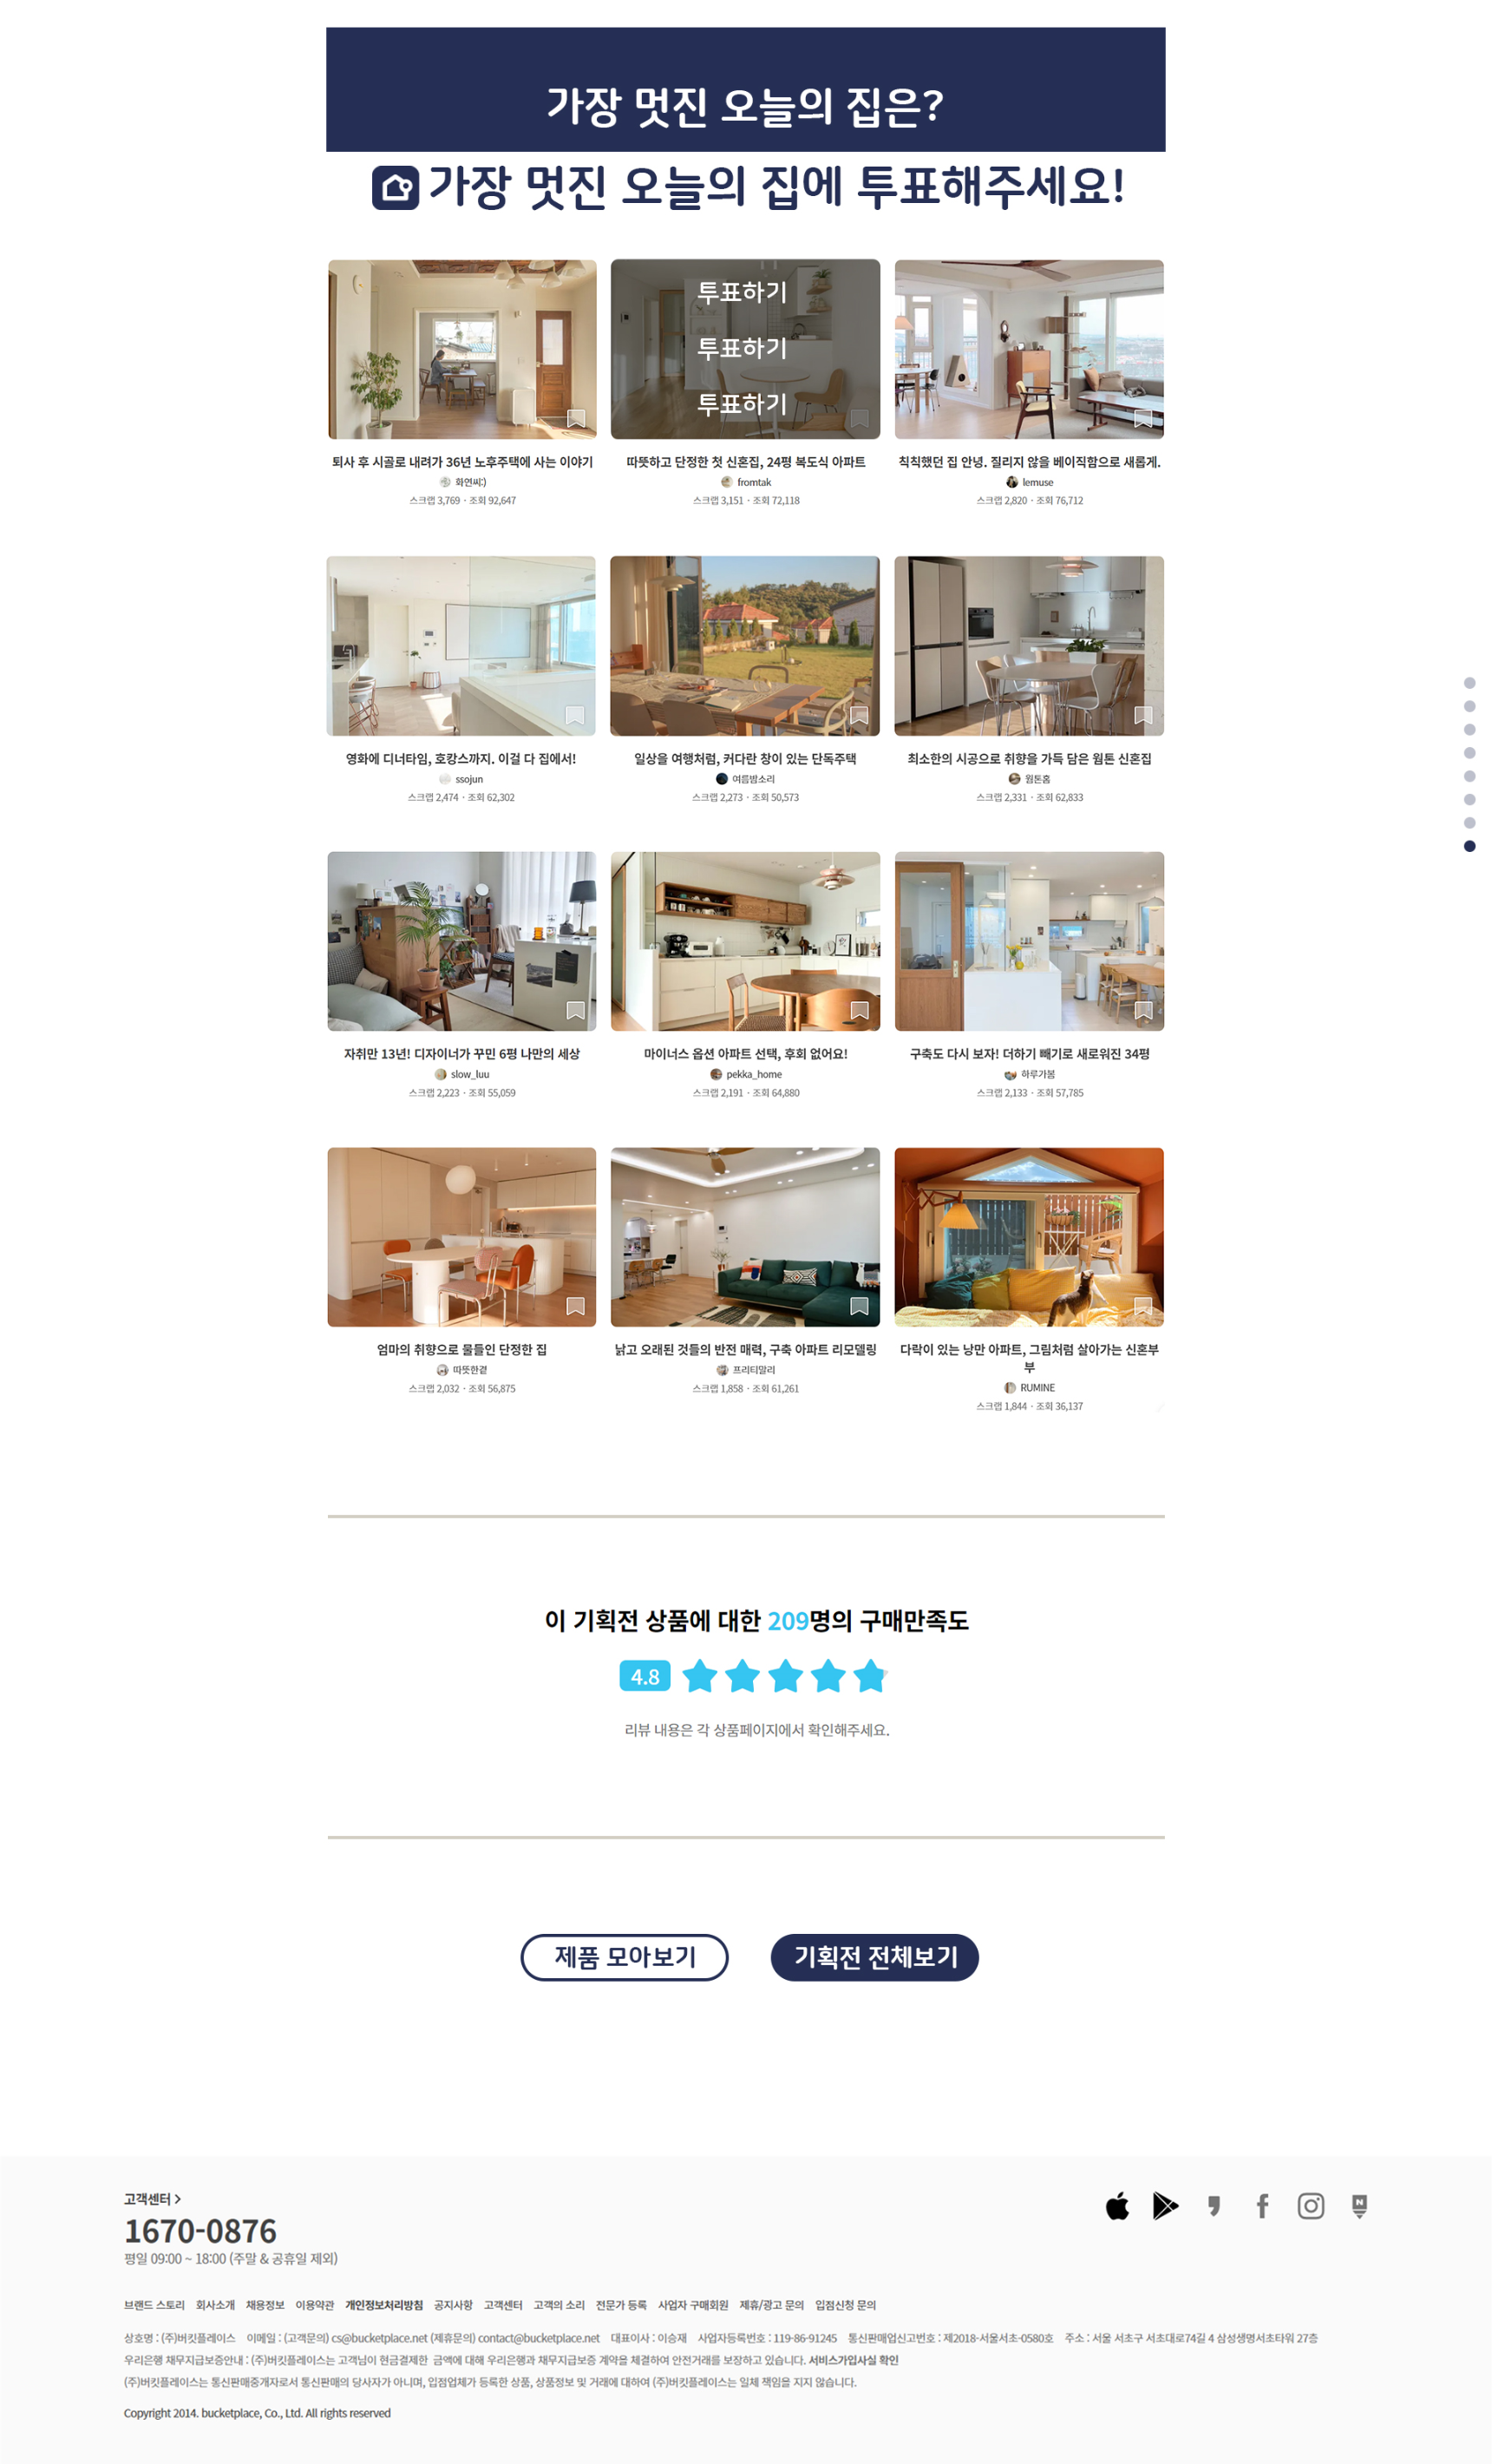 가장 멋진 오늘의 집은?
가장 멋진 오늘의 집에 투표해주세요!
투표하기
투표하기
투표하기
퇴사 후 시골로 내려가 36년 노후주택에 사는 이야기
화연씨:)
스크랩 3,769 · 조회 92,647
따뜻하고 단정한 첫 신혼집, 24평 복도식 아파트
fromtak
스크랩 3,151 · 조회 72,118
칙칙했던 집 안녕. 질리지 않을 베이직함으로 새롭게.
lemuse
스크랩 2,820 · 조회 76,712
영화에 디너타임, 호캉스까지. 이걸 다 집에서!
ssojun
스크랩 2,474 · 조회 62,302
일상을 여행처럼, 커다란 창이 있는 단독주택
여름밤소리
스크랩 2,273 · 조회 50,573
최소한의 시공으로 취향을 가득 담은 웜톤 신혼집
웜톤홈
스크랩 2,331 · 조회 62,833
자취만 13년! 디자이너가 꾸민 6평 나만의 세상
slow_luu
스크랩 2,223 · 조회 55,059
마이너스 옵션 아파트 선택, 후회 없어요!
pekka_home
스크랩 2,191 · 조회 64,880
구축도 다시 보자! 더하기 빼기로 새로워진 34평
하루가봄
스크랩 2,133 · 조회 57,785
엄마의 취향으로 물들인 단정한 집
따뜻한곁
스크랩 2,032 · 조회 56,875
낡고 오래된 것들의 반전 매력, 구축 아파트 리모델링
프리티말리
스크랩 1,858 · 조회 61,261
다락이 있는 낭만 아파트, 그림처럼 살아가는 신혼부
부
RUMINE
스크랩 1,844 · 조회 36,137
이 기획전 상품에 대한 209명의 구매만족도
4.8
리뷰 내용은 각 상품페이지에서 확인해주세요.
제품 모아보기 기획전 전체보기
고객센터 >
1670-0876
평일 09:00 ~ 18:00 (주말 & 공휴일 제외)
브랜드 스토리 회사소개 채용정보 이용약관 개인정보처리방침 공지사항 고객센터 고객의 소리 전문가 등록 사업자 구매회원 제휴/광고 문의 입점신청 문의
상호명 : (주)버킷플레이스 이메일 : (고객문의) cs@bucketplace.net (제휴문의) contact@bucketplace.net 대표이사 : 이승재 사업자등록번호 : 119-86-91245 통신판매업신고번호 : 제2018-서울서초-0580호 주소 : 서울 서초구 서초대로74길 4 삼성생명서초타워 27층
우리은행 채무지급보증안내 : (주)버킷플레이스는 고객님이 현금결제한 금액에 대해 우리은행과 채무지급보증 계약을 체결하여 안전거래를 보장하고 있습니다. 서비스가입사실 확인
(주)버킷플레이스는 통신판매중개자로서 통신판매의 당사자가 아니며, 입점업체가 등록한 상품, 상품정보 및 거래에 대하여 (주)버킷플레이스는 일체 책임을 지지 않습니다.
Copyright 2014. bucketplace, Co., Ltd. All rights reserved